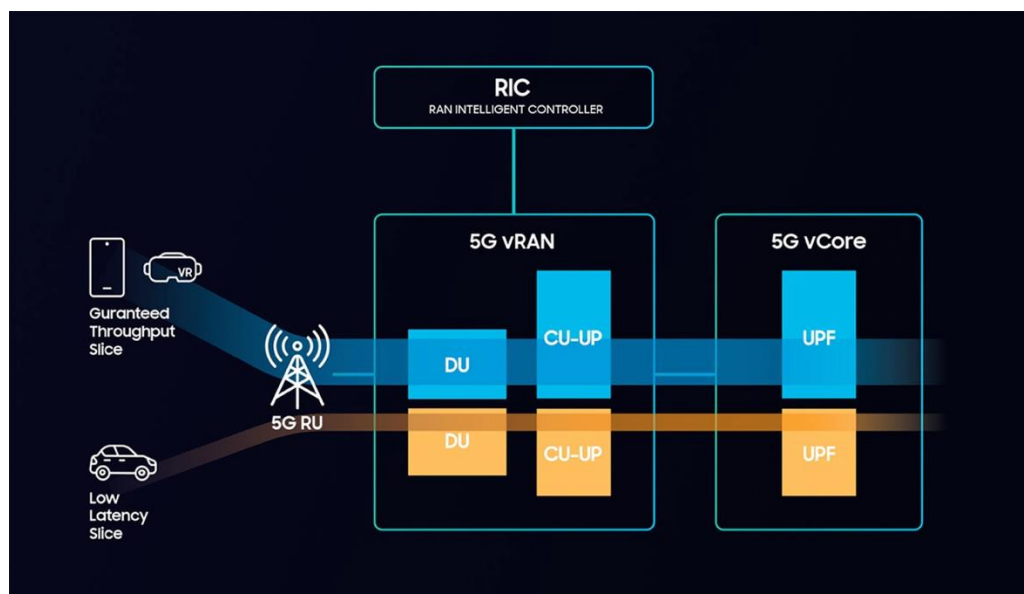 RIC
RAN INTELLIGENT CONTROLLER
5G vRAN
5G vCore
VR
Guranteed
Throughput
Slice
DU
CU-UP
UPF
5G RU
DU
CU-UP
UPF
Low
Latency
Slice